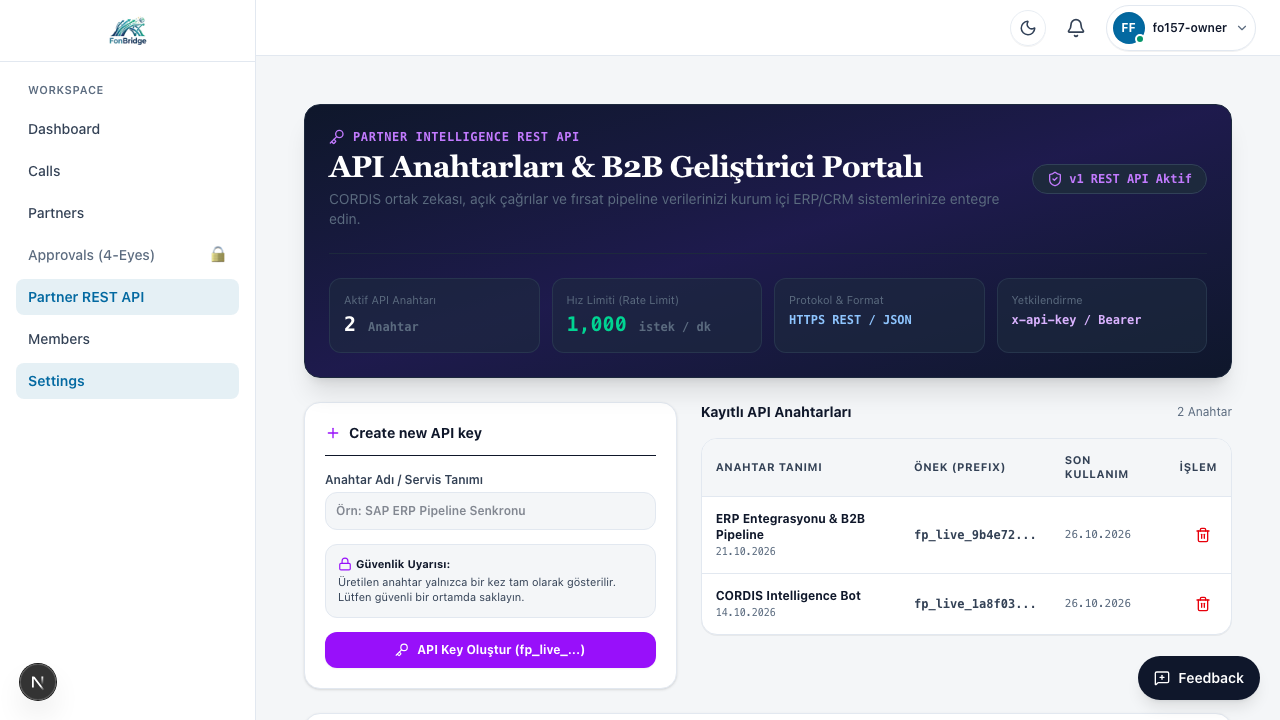 FonBridge
WORKSPACE
Dashboard
Calls
Partners
Approvals (4-Eyes)
Partner REST API
Members
Settings
N
FF
fo157-owner
PARTNER INTELLIGENCE REST API
API Anahtarları & B2B Geliştirici Portalı
CORDIS ortak zekası, açık çağrılar ve fırsat pipeline verilerinizi kurum içi ERP/CRM sistemlerinize entegre
edin.
v1 REST API Aktif
Aktif API Anahtarı
2 Anahtar
Hız Limiti (Rate Limit)
1,000 istek / dk
Protokol & Format
HTTPS REST / JSON
Yetkilendirme
x-api-key / Bearer
Create new API key
Anahtar Adı / Servis Tanımı
Örn: SAP ERP Pipeline Senkronu
Güvenlik Uyarısı:
Üretilen anahtar yalnızca bir kez tam olarak gösterilir.
Lütfen güvenli bir ortamda saklayın.
API Key Oluştur (fp_live_...)
Kayıtlı API Anahtarları
2 Anahtar
ANAHTAR TANIMI
ÖNEK (PREFIX)
SON
KULLANIM
İŞLEM
ERP Entegrasyonu & B2B
Pipeline
21.10.2026
fp_live_9b4e72...
26.10.2026
CORDIS Intelligence Bot
14.10.2026
fp_live_1a8f03...
26.10.2026
Feedback